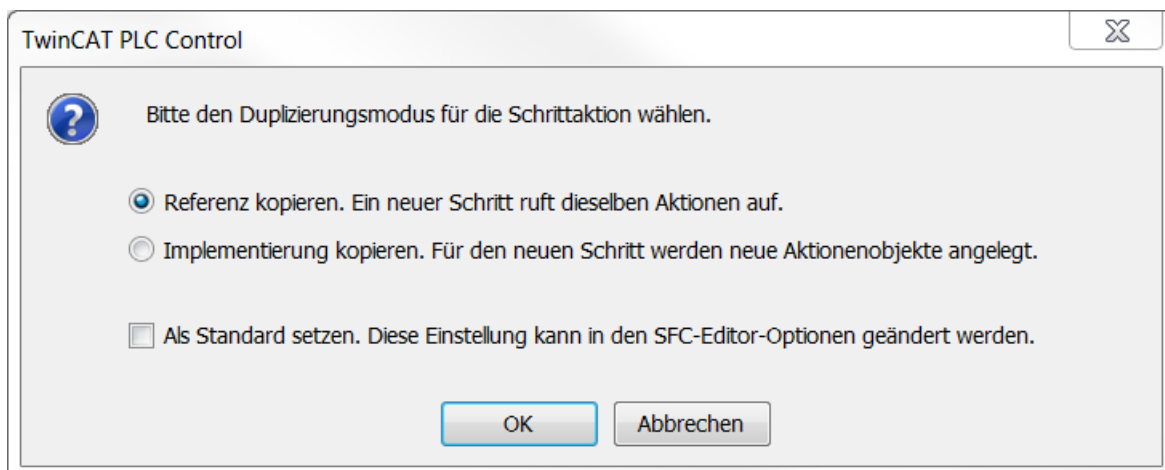 TwinCAT PLC Control
Bitte den Duplizierungsmodus für die Schrittaktion wählen.
Referenz kopieren. Ein neuer Schritt ruft dieselben Aktionen auf.
Implementierung kopieren. Für den neuen Schritt werden neue Aktionenobjekte angelegt.
Als Standard setzen. Diese Einstellung kann in den SFC-Editor-Optionen geändert werden.
OK Abbrechen